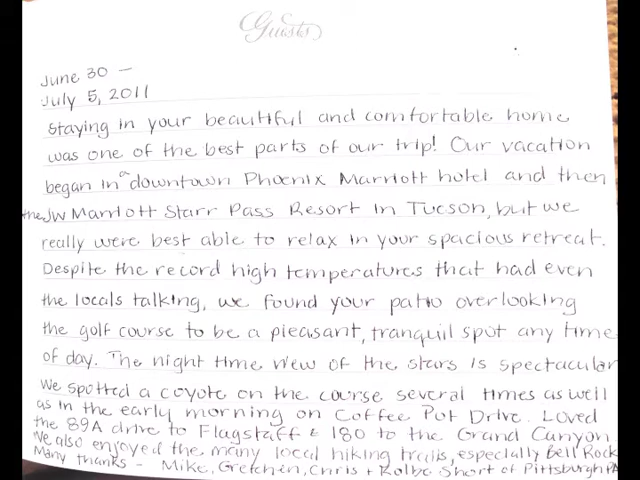 Guests
June 30 –
July 5, 2011
Staying in your beautiful and comfortable home
was one of the best parts of our trip! Our vacation
began in a downtown Phoenix Marriott hotel and then
the JW Marriott Starr Pass Resort in Tucson, but we
really were best able to relax in your spacious retreat.
Despite the record high temperatures that had even
the locals talking, we found your patio overlooking
the golf course to be a pleasant, tranquil spot any time
of day. The night time view of the stars is spectacular
We spotted a coyote on the course several times as well
as in the early morning on Coffee Pot Drive. Loved
the 89A drive to Flagstaff & 180 to the Grand Canyon.
We also enjoyed the many local hiking trails, especially Bell Rock
Many thanks – Mike, Gretchen, Chris + Kolbe Short of Pittsburgh PA